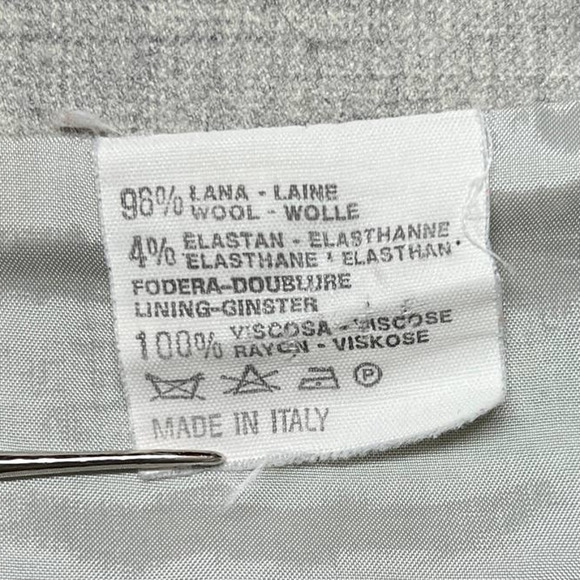 96% LANA - LAINE
WOOL - WOLLE
4% ELASTAN - ELASTHANNE
ELASTHANE - ELASTHAN
FODERA-DOUBLURE
LINING-GINSTER
100% VISCOSA - VISCOSE
RAYON - VISKOSE
P
MADE IN ITALY